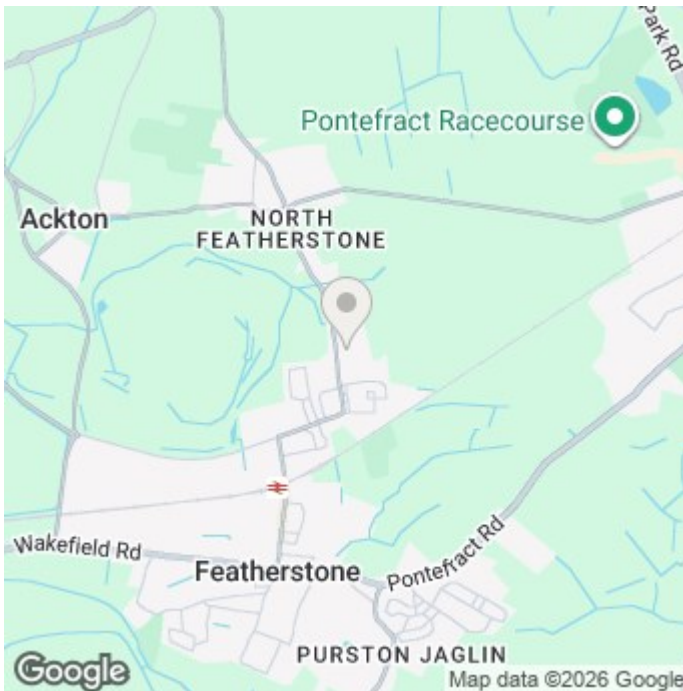 Park Rd
Pontefract Racecourse
Ackton
NORTH
FEATHERSTONE
Wakefield Rd
Featherstone
Pontefract Rd
PURSTON JAGLIN
Google
Map data ©2026 Google